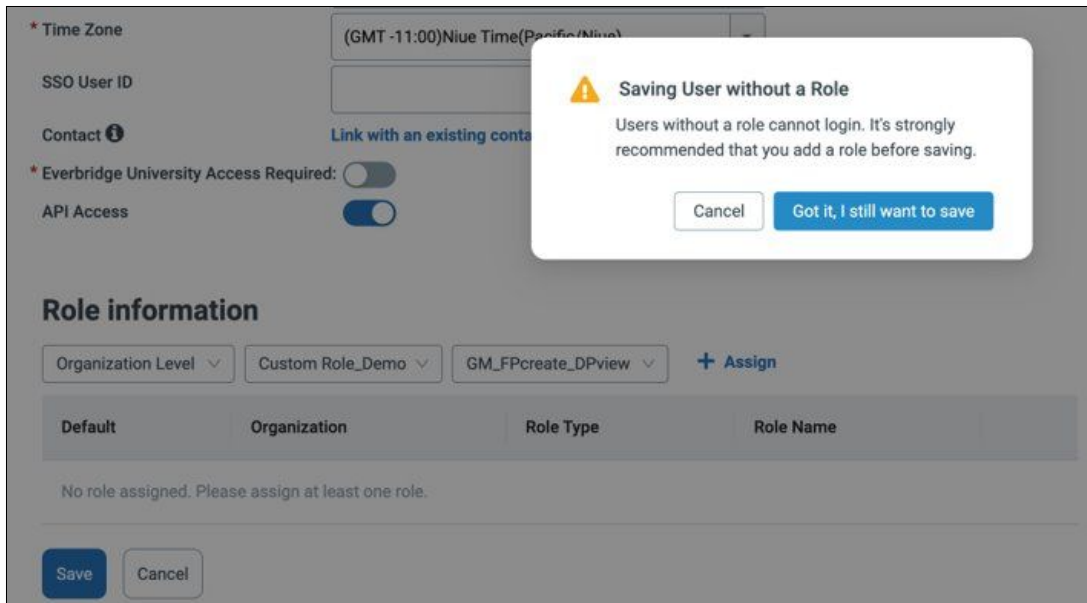 * Time Zone
(GMT -11:00)Niue Time(Pacific/Niue)
SSO User ID
Contact
Link with an existing conta
* Everbridge University Access Required:
API Access
Saving User without a Role
Users without a role cannot login. It's strongly
recommended that you add a role before saving.
Cancel
Got it, I still want to save
Role information
Organization Level
Custom Role_Demo
GM_FPcreate_DPview
+ Assign
Default
Organization
Role Type
Role Name
No role assigned. Please assign at least one role.
Save
Cancel